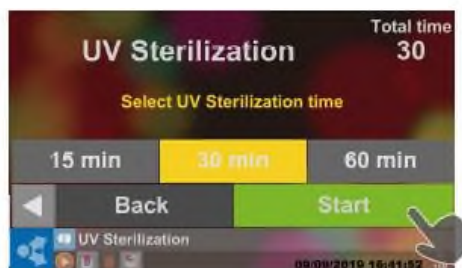 Total time
UV Sterilization 30
Select UV Sterilization time
15 min 30 min 60 min
Back Start
UV Sterilization
09/09/2019 16:41:52